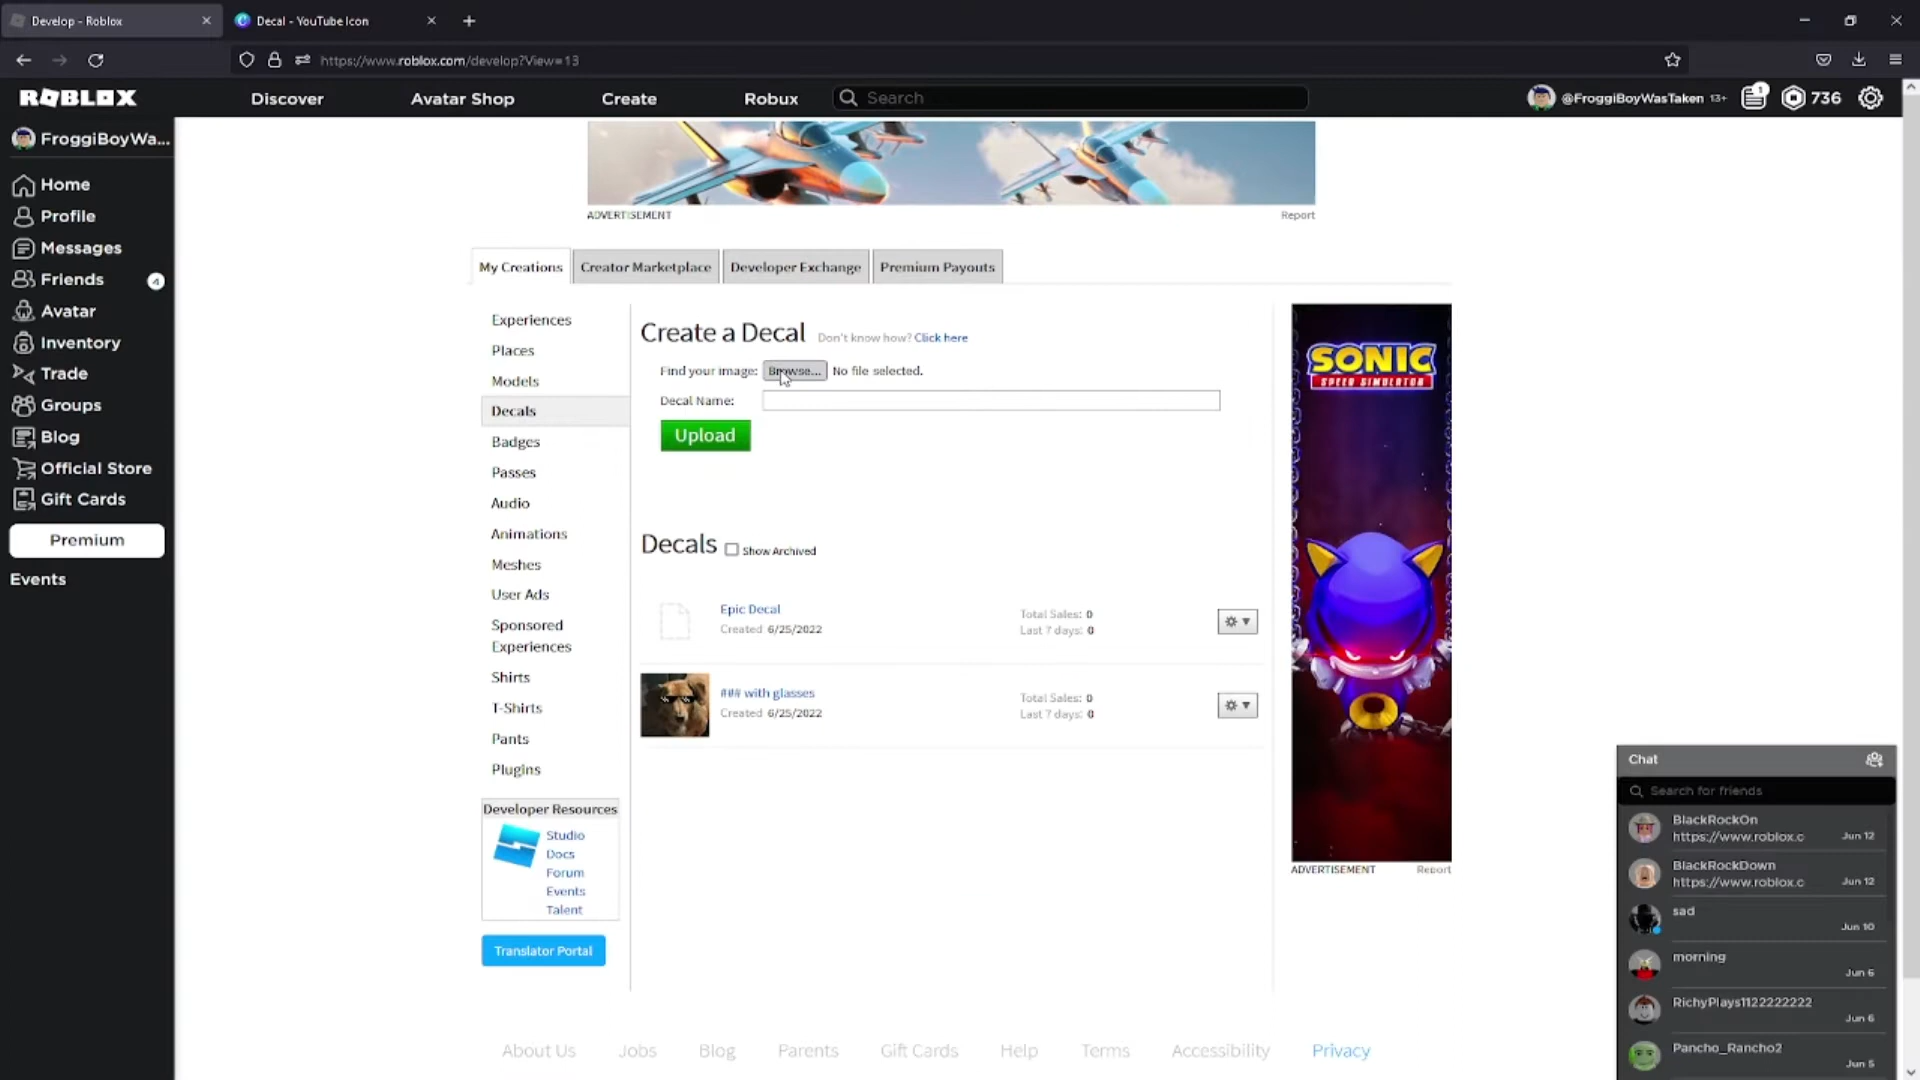 Develop - Roblox
Decal - YouTube Icon
https://www.roblox.com/develop?View=13
ROBLOX
Discover
Avatar Shop
Create
Robux
Search
@FroggiBoyWasTaken 13+
1
736
FroggiBoyWa...
Home
Profile
Messages
Friends
4
Avatar
Inventory
Trade
Groups
Blog
Official Store
Gift Cards
Premium
Events
ADVERTISEMENT
Report
My Creations
Creator Marketplace
Developer Exchange
Premium Payouts
Experiences
Places
Models
Decals
Badges
Passes
Audio
Animations
Meshes
User Ads
Sponsored
Experiences
Shirts
T-Shirts
Pants
Plugins
Developer Resources
Studio
Docs
Forum
Events
Talent
Translator Portal
Create a Decal Don't know how? Click here
Find your image: Browse... No file selected.
Decal Name:
Upload
Decals Show Archived
Epic Decal
Created 6/25/2022
Total Sales: 0
Last 7 days: 0
### with glasses
Created 6/25/2022
Total Sales: 0
Last 7 days: 0
SONIC
SPEED SIMULATOR
ADVERTISEMENT
Report
Chat
Search for friends
BlackRockOn
https://www.roblox.c
Jun 12
BlackRockDown
https://www.roblox.c
Jun 12
sad
Jun 10
morning
Jun 6
RichyPlays1122222222
Jun 6
Pancho_Rancho2
Jun 5
About Us
Jobs
Blog
Parents
Gift Cards
Help
Terms
Accessibility
Privacy